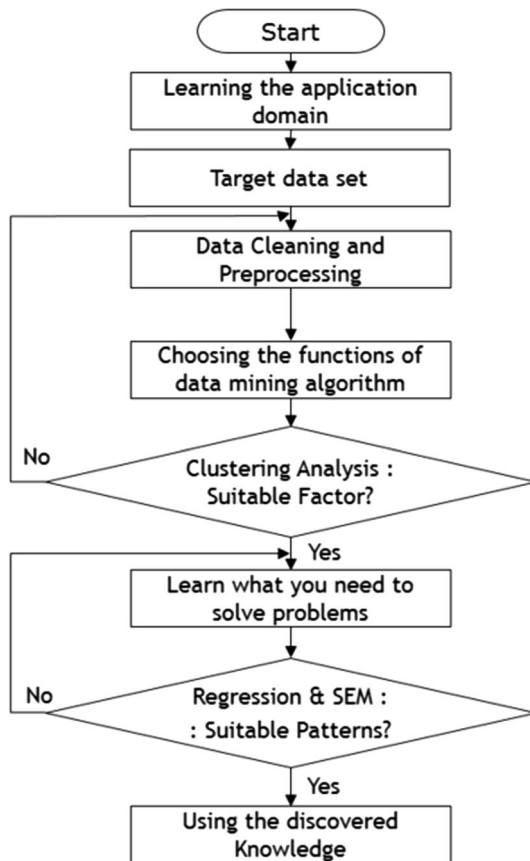 Start
Learning the application
domain
Target data set
Data Cleaning and
Preprocessing
Choosing the functions of
data mining algorithm
No
Clustering Analysis :
Suitable Factor?
Yes
Learn what you need to
solve problems
No
Regression & SEM :
: Suitable Patterns?
Yes
Using the discovered
Knowledge